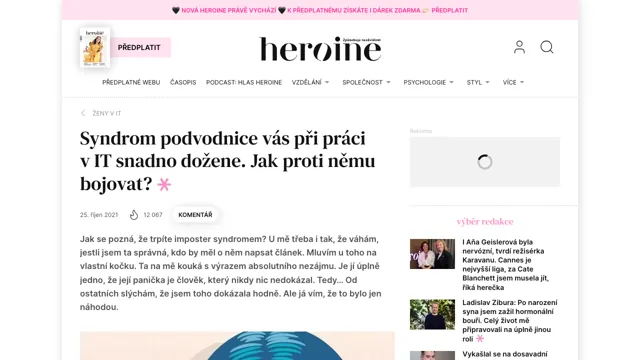 🖤 NOVÁ HEROINE PRÁVĚ VYCHÁZÍ 🖤 K PŘEDPLATNÉMU ZÍSKÁTE I DÁREK ZDARMA 👉 PŘEDPLATIT
heroine
PŘEDPLATIT
heroine
PŘEDPLATNÉ WEBU ČASOPIS PODCAST: HLAS HEROINE VZDĚLÁNÍ SPOLEČNOST PSYCHOLOGIE STYL VÍCE
ŽENY V IT
Syndrom podvodnice vás při práci
v IT snadno dožene. Jak proti němu
bojovat?
25. říjen 2021 12 067 KOMENTÁŘ
Jak se pozná, že trpíte imposter syndromem? U mě třeba i tak, že váhám,
jestli jsem ta správná, kdo by měl o něm napsat článek. Mluvím u toho na
vlastní kočku. Ta na mě kouká s výrazem absolutního nezájmu. Je jí úplně
jedno, že její panička je člověk, který nikdy nic nedokázal. Tedy... Od
ostatních slýchám, že jsem toho dokázala hodně. Ale já vím, že to bylo jen
náhodou.
Reklama
výběr redakce
I Aňa Geislerová byla
nervózní, tvrdí režisérka
Karavanu. Cannes je
nejvyšší liga, za Cate
Blanchett jsem musela jít,
říká herečka
Ladislav Zibura: Po narození
syna jsem zažil hormonální
bouři. Celý život mě
připravovali na úplně jinou
roli
Vykašlal se na dosavadní